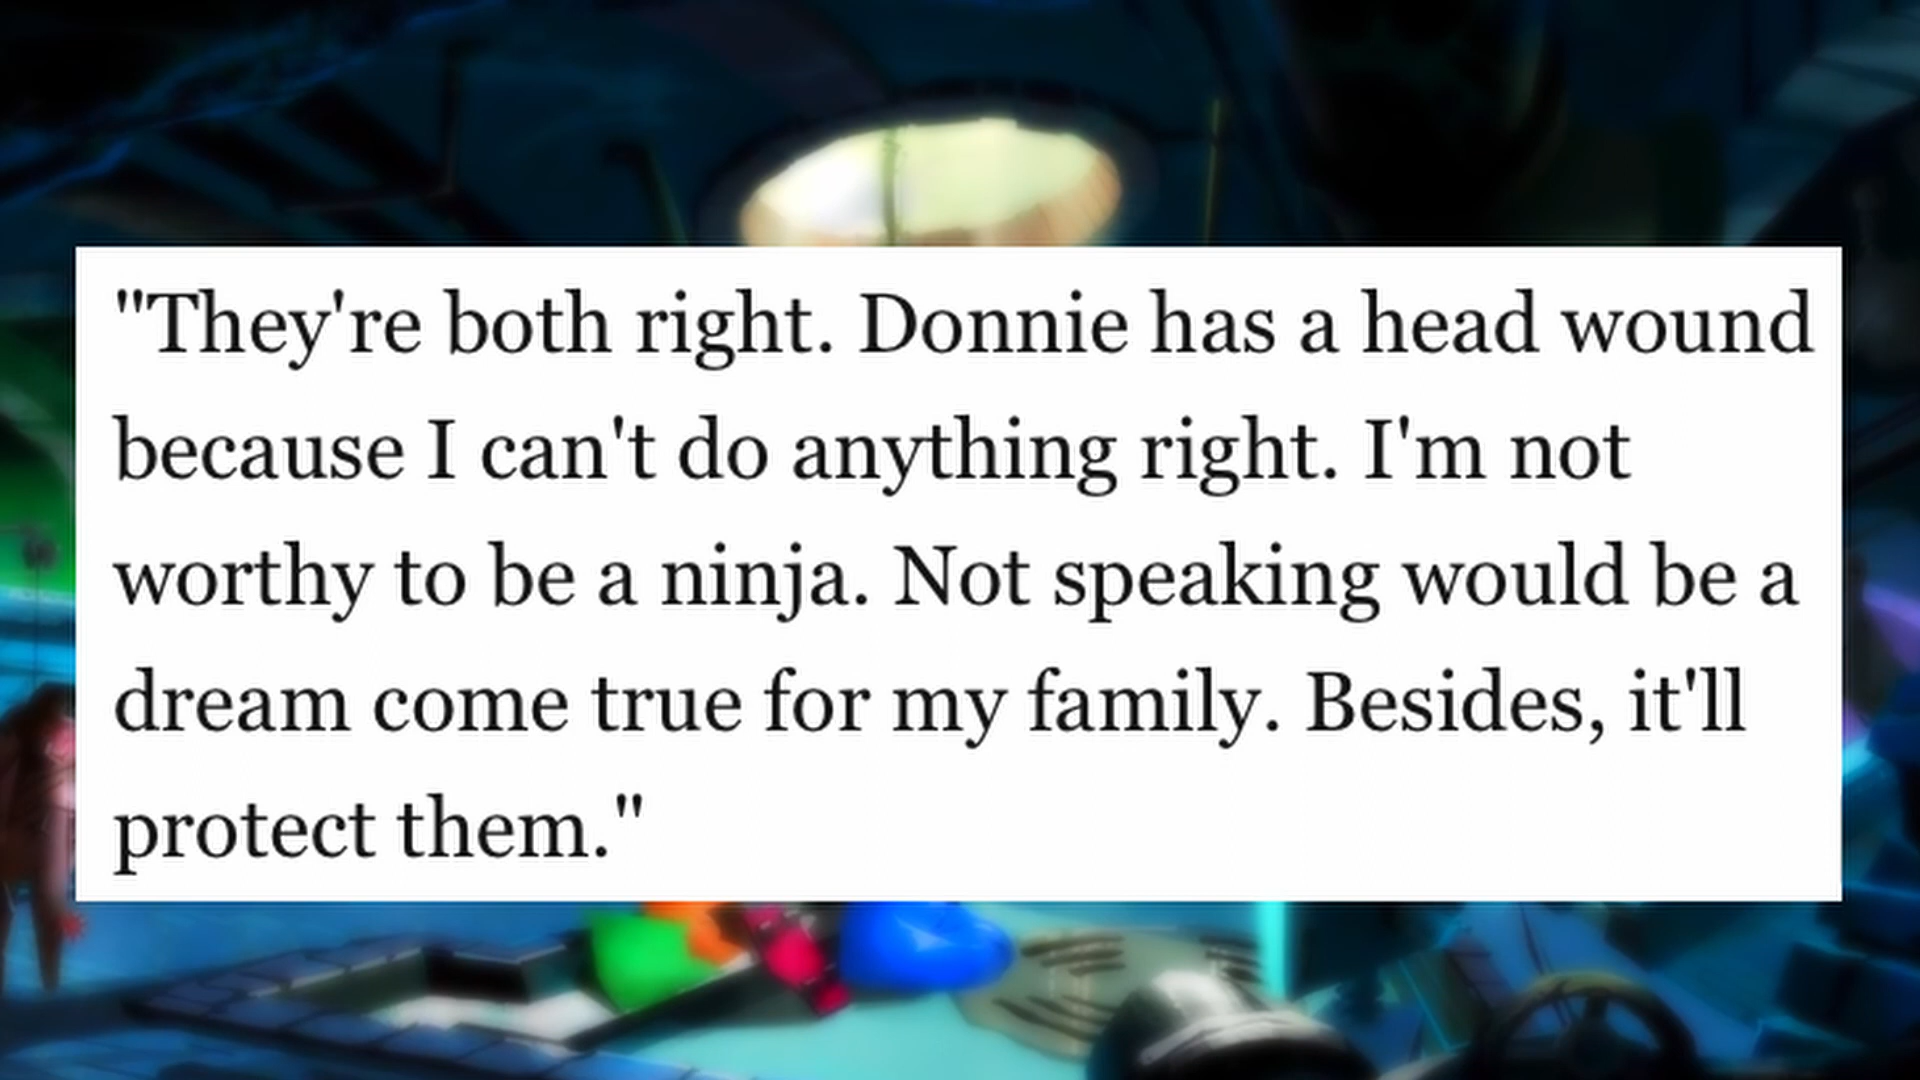 "They're both right. Donnie has a head wound
because I can't do anything right. I'm not
worthy to be a ninja. Not speaking would be a
dream come true for my family. Besides, it'll
protect them."